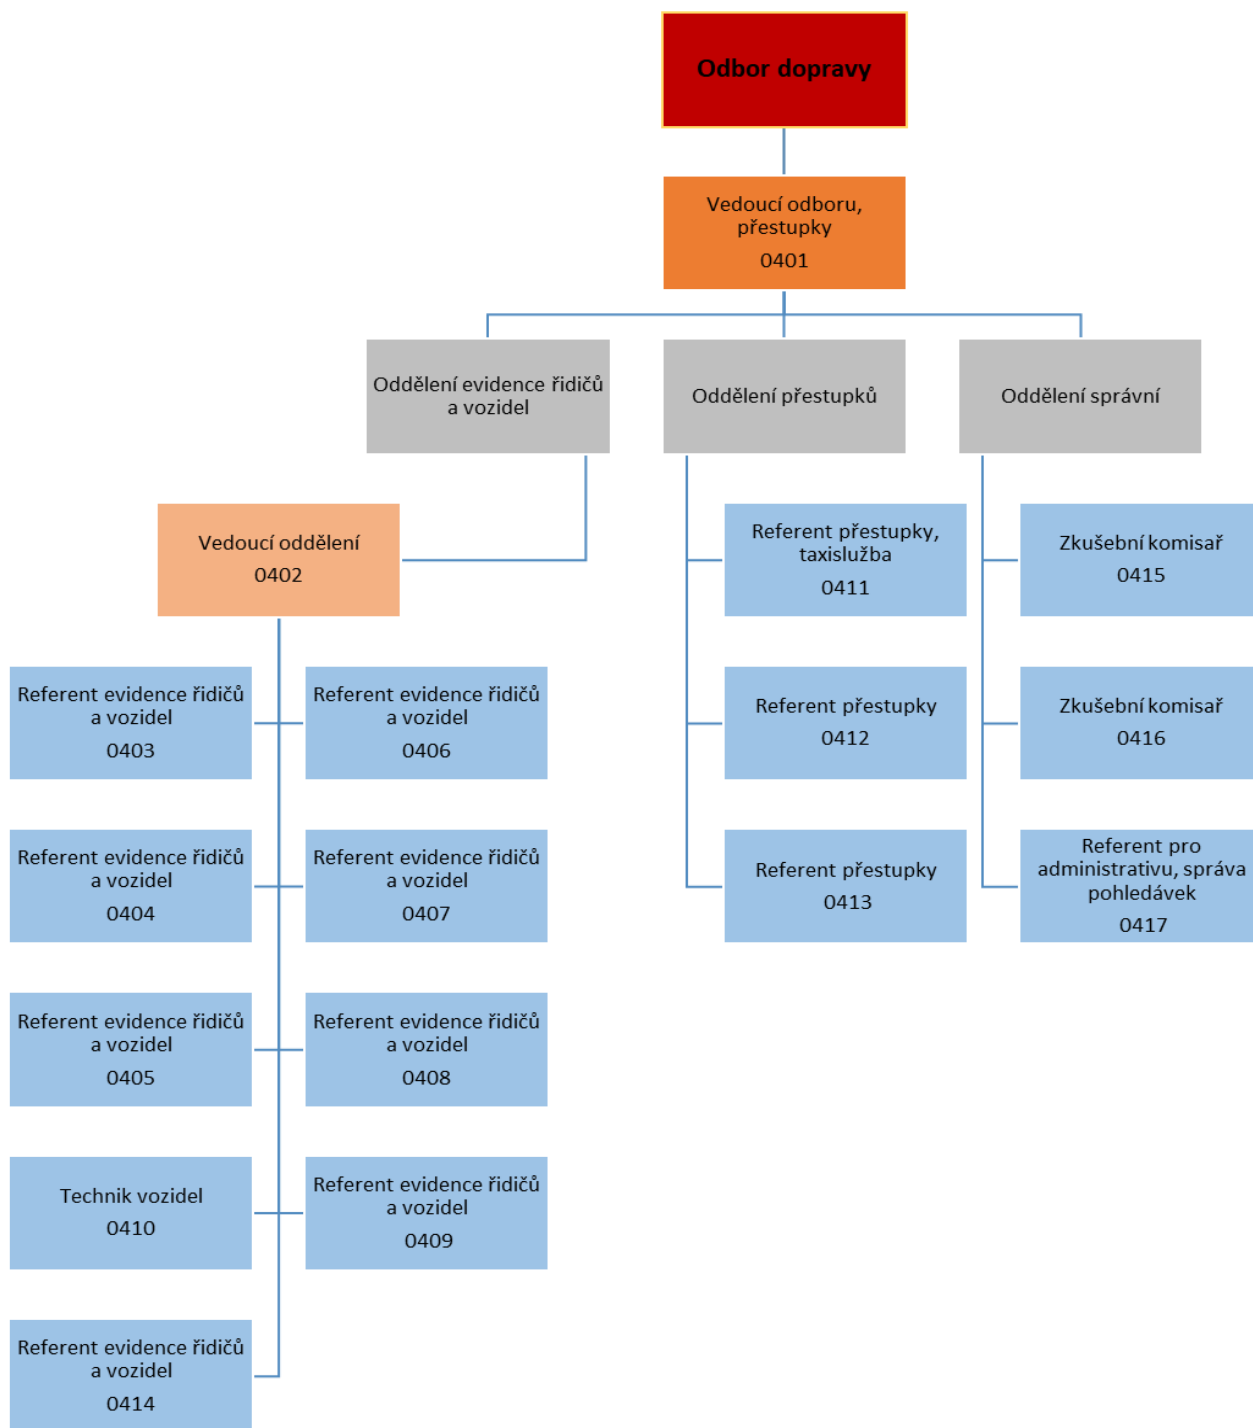 Odbor dopravy
Vedoucí odboru,
přestupky
0401
Oddělení evidence řidičů
a vozidel
Oddělení přestupků
Oddělení správní
Vedoucí oddělení
0402
Referent přestupky,
taxislužba
0411
Zkušební komisař
0415
Referent evidence řidičů
a vozidel
0403
Referent evidence řidičů
a vozidel
0406
Referent přestupky
0412
Zkušební komisař
0416
Referent evidence řidičů
a vozidel
0404
Referent evidence řidičů
a vozidel
0407
Referent přestupky
0413
Referent pro
administrativu, správa
pohledávek
0417
Referent evidence řidičů
a vozidel
0405
Referent evidence řidičů
a vozidel
0408
Technik vozidel
0410
Referent evidence řidičů
a vozidel
0409
Referent evidence řidičů
a vozidel
0414